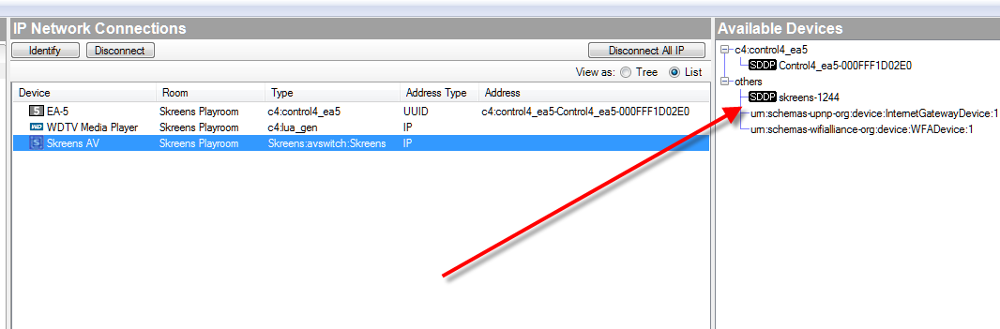 IP Network Connections
Identify Disconnect Disconnect All IP
View as: Tree List
Device Room Type Address Type Address
5 EA-5 Skreens Playroom c4:control4_ea5 UUID c4:control4_ea5-Control4_ea5-000FFF1D02E0
WD WDTV Media Player Skreens Playroom c4:lua_gen IP
S Skreens AV Skreens Playroom Skreens:avswitch:Skreens IP
Available Devices
c4:control4_ea5
SDDP Control4_ea5-000FFF1D02E0
others
SDDP skreens-1244
urn:schemas-upnp-org:device:InternetGatewayDevice:1
urn:schemas-wifialliance-org:device:WFADevice:1